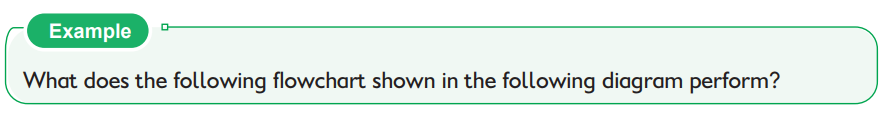 Example
What does the following flowchart shown in the following diagram perform?